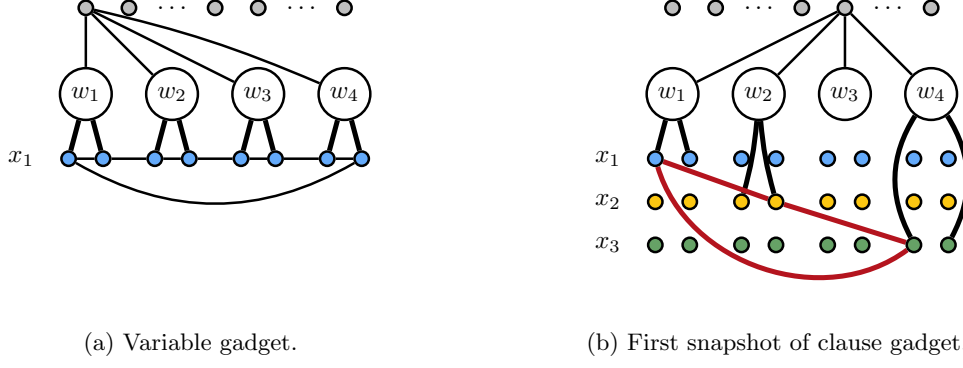 ··· ···
w1 w2 w3 w4
x1
(a) Variable gadget.
··· ···
w1 w2 w3 w4
x1
x2
x3
(b) First snapshot of clause gadget